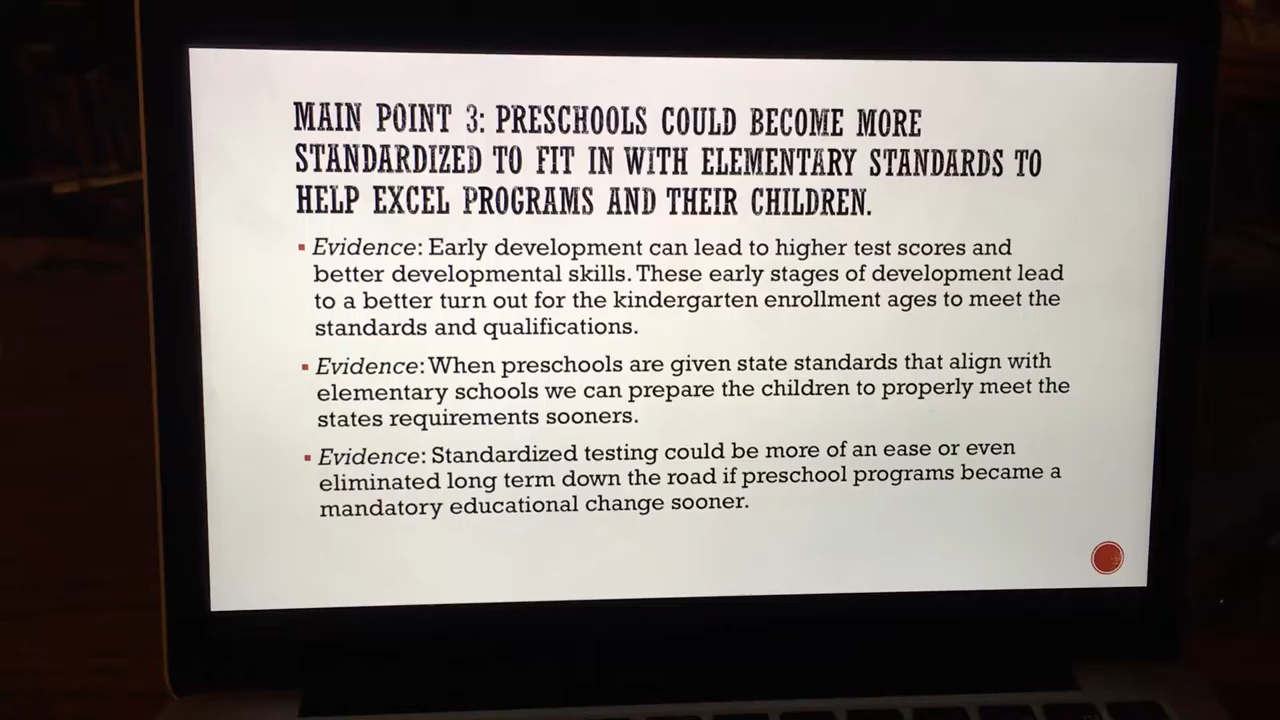 MAIN POINT 3: PRESCHOOLS COULD BECOME MORE
STANDARDIZED TO FIT IN WITH ELEMENTARY STANDARDS TO
HELP EXCEL PROGRAMS AND THEIR CHILDREN.
▪ Evidence: Early development can lead to higher test scores and
better developmental skills. These early stages of development lead
to a better turn out for the kindergarten enrollment ages to meet the
standards and qualifications.
▪ Evidence: When preschools are given state standards that align with
elementary schools we can prepare the children to properly meet the
states requirements sooners.
▪ Evidence: Standardized testing could be more of an ease or even
eliminated long term down the road if preschool programs became a
mandatory educational change sooner.